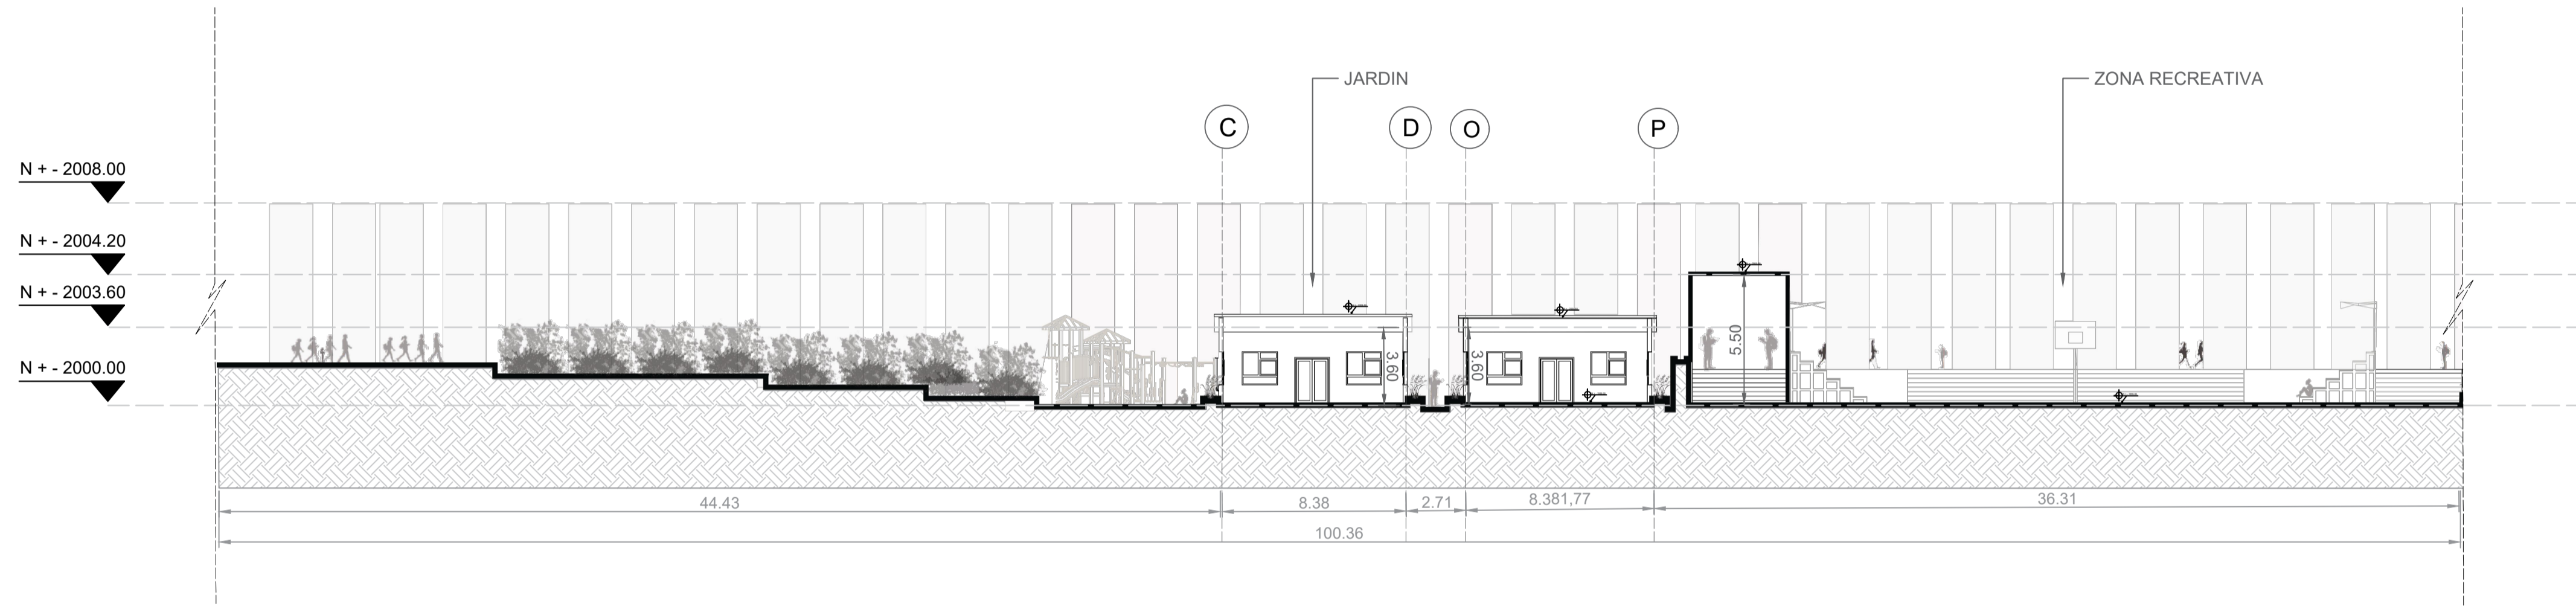 JARDIN
ZONA RECREATIVA
C
D
O
P
N + - 2008.00
N + - 2004.20
N + - 2003.60
N + - 2000.00
3.60
3.60
5.50
44.43
8.38
2.71
8.381,77
36.31
100.36